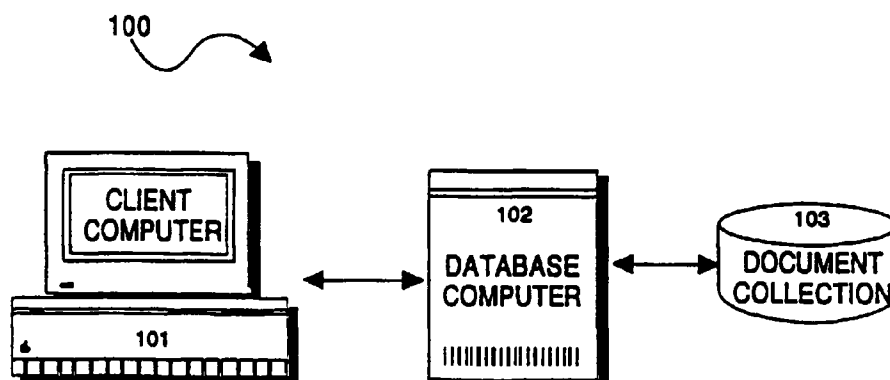 100
CLIENT
COMPUTER
101
102
DATABASE
COMPUTER
103
DOCUMENT
COLLECTION